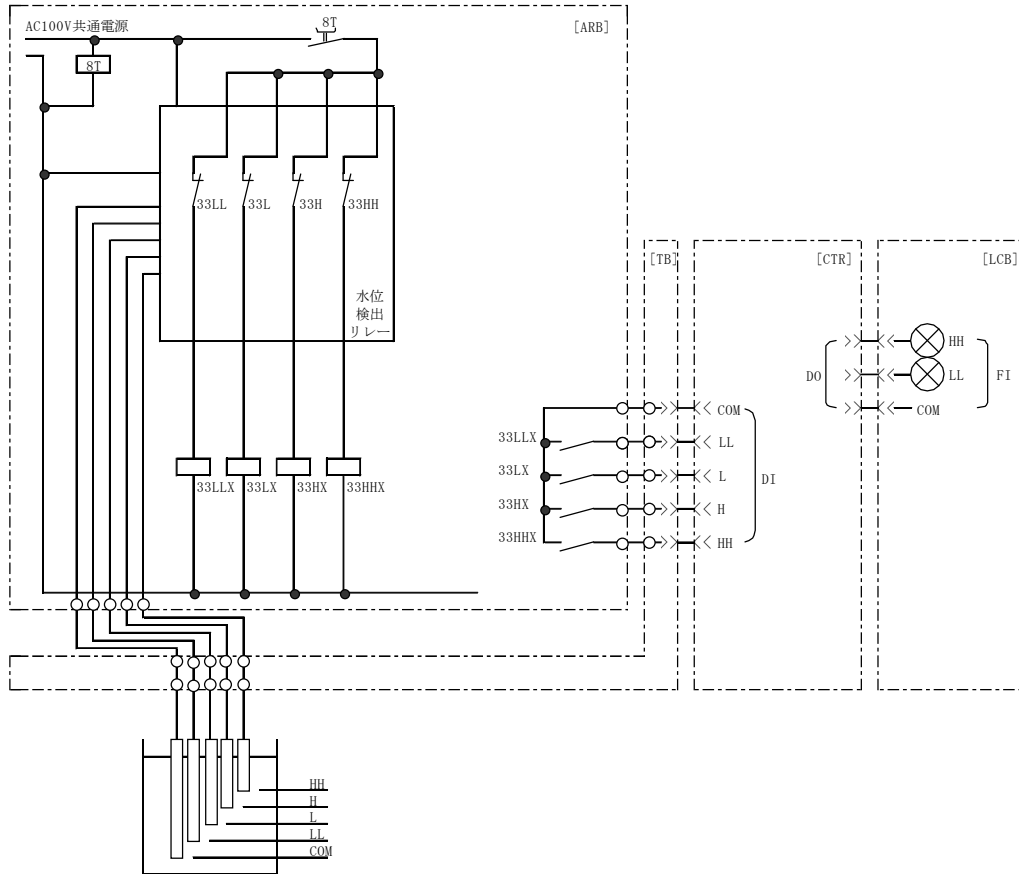 AC100V共通電源
8T
[ARB]
8T
33LL
33L
33H
33HH
水位
検出
リレー
[TB]
[CTR]
[LCB]
HH
DO
LL
FI
COM
COM
33LLX
LL
33LX
L
DI
33HX
H
33HHX
HH
33LLX
33LX
33HX
33HHX
HH
H
L
LL
COM